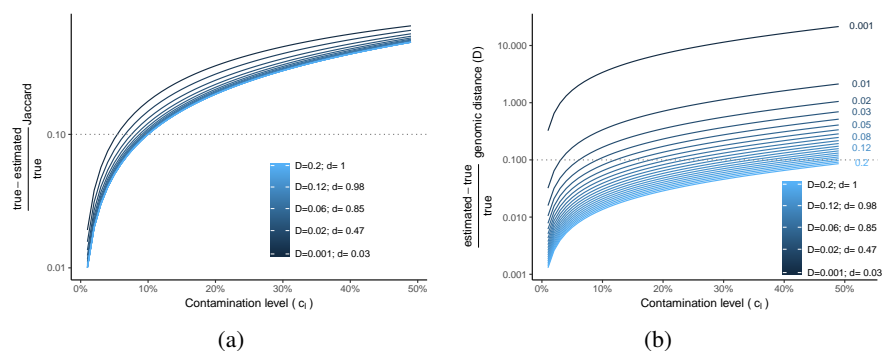 true − estimated
true
Jaccard
0.10
0.01
D=0.2; d= 1
D=0.12; d= 0.98
D=0.06; d= 0.85
D=0.02; d= 0.47
D=0.001; d= 0.03
0% 10% 20% 30% 40% 50%
Contamination level ( cl )
(a)
estimated − true
true
genomic distance (D)
10.000
1.000
0.100
0.010
0.001
0.001
0.01
0.02
0.03
0.05
0.08
0.12
0.2
D=0.2; d= 1
D=0.12; d= 0.98
D=0.06; d= 0.85
D=0.02; d= 0.47
D=0.001; d= 0.03
0% 10% 20% 30% 40% 50%
Contamination level ( cl )
(b)